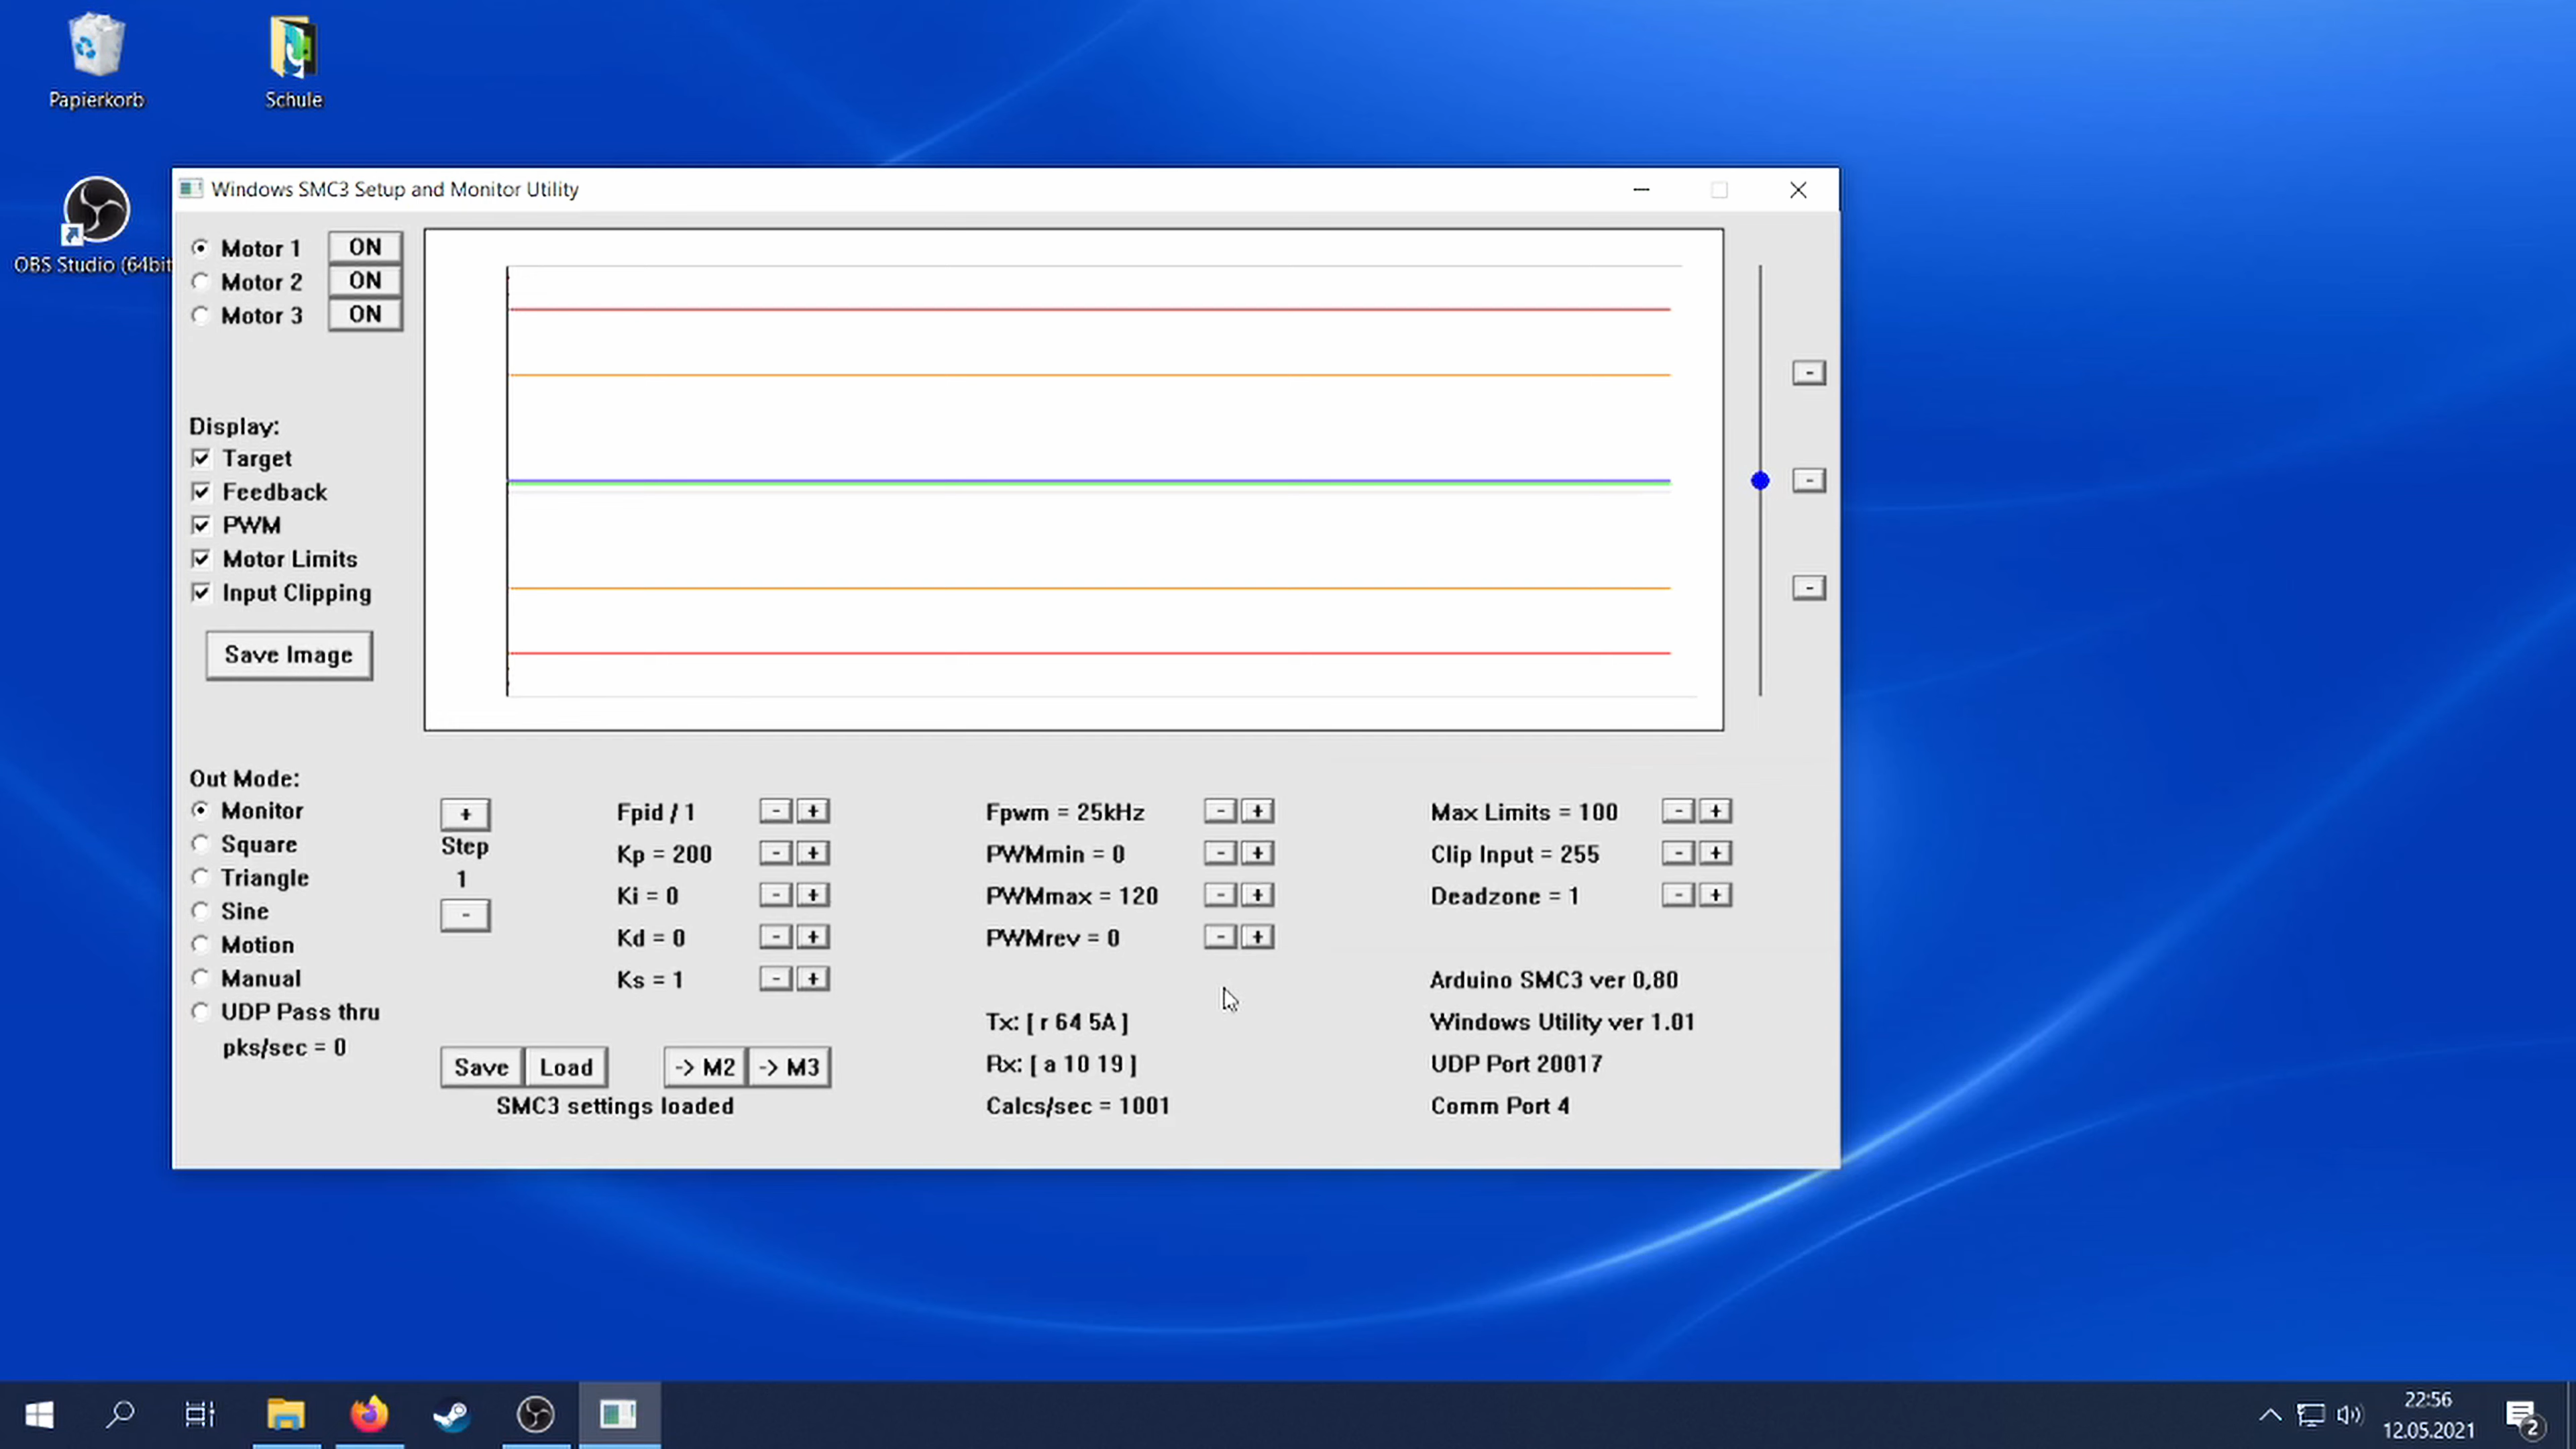 Papierkorb
Schule
OBS Studio (64bit
Windows SMC3 Setup and Monitor Utility
Motor 1 ON
Motor 2 ON
Motor 3 ON
Display:
Target
Feedback
PWM
Motor Limits
Input Clipping
Save Image
-
-
-
Out Mode:
Monitor
Square
Triangle
Sine
Motion
Manual
UDP Pass thru
pks/sec = 0
+
Step
1
-
Fpid / 1 - +
Kp = 200 - +
Ki = 0 - +
Kd = 0 - +
Ks = 1 - +
Save Load -> M2 -> M3
SMC3 settings loaded
Fpwm = 25kHz - +
PWMmin = 0 - +
PWMmax = 120 - +
PWMrev = 0 - +
Tx: [ r 64 5A ]
Rx: [ a 10 19 ]
Calcs/sec = 1001
Max Limits = 100 - +
Clip Input = 255 - +
Deadzone = 1 - +
Arduino SMC3 ver 0,80
Windows Utility ver 1.01
UDP Port 20017
Comm Port 4
22:56
12.05.2021
2